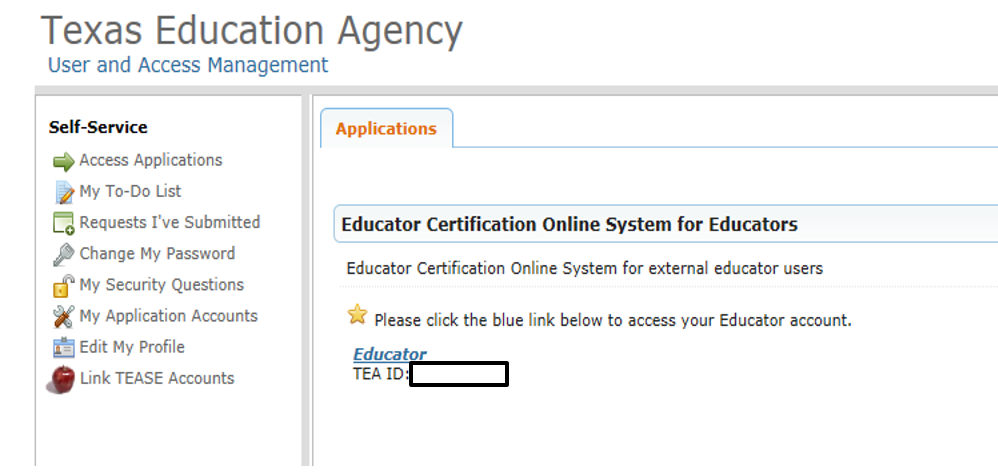 Texas Education Agency
User and Access Management
Self-Service
Access Applications
My To-Do List
Requests I've Submitted
Change My Password
My Security Questions
My Application Accounts
Edit My Profile
Link TEASE Accounts
Applications
Educator Certification Online System for Educators
Educator Certification Online System for external educator users
Please click the blue link below to access your Educator account.
Educator
TEA ID: